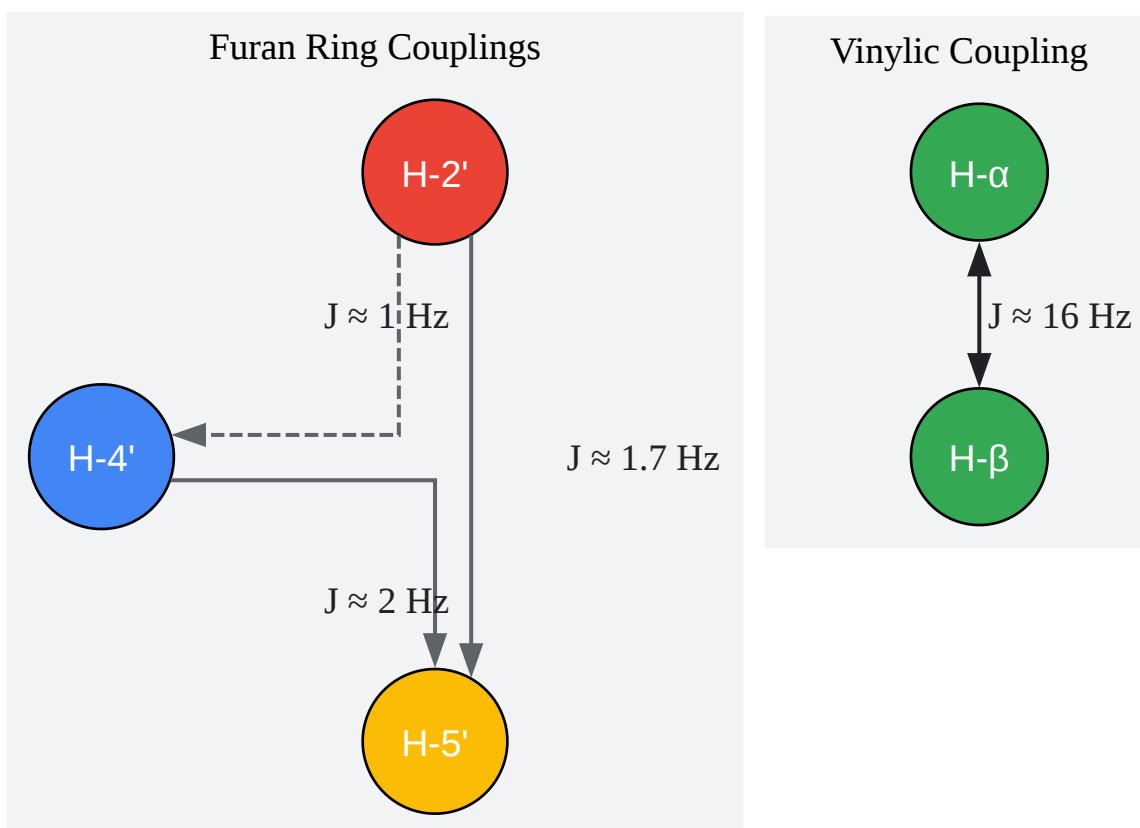 Furan Ring Couplings
H-2'
J ≈ 1 Hz
H-4'
J ≈ 1.7 Hz
J ≈ 2 Hz
H-5'
Vinylic Coupling
H-α
J ≈ 16 Hz
H-β